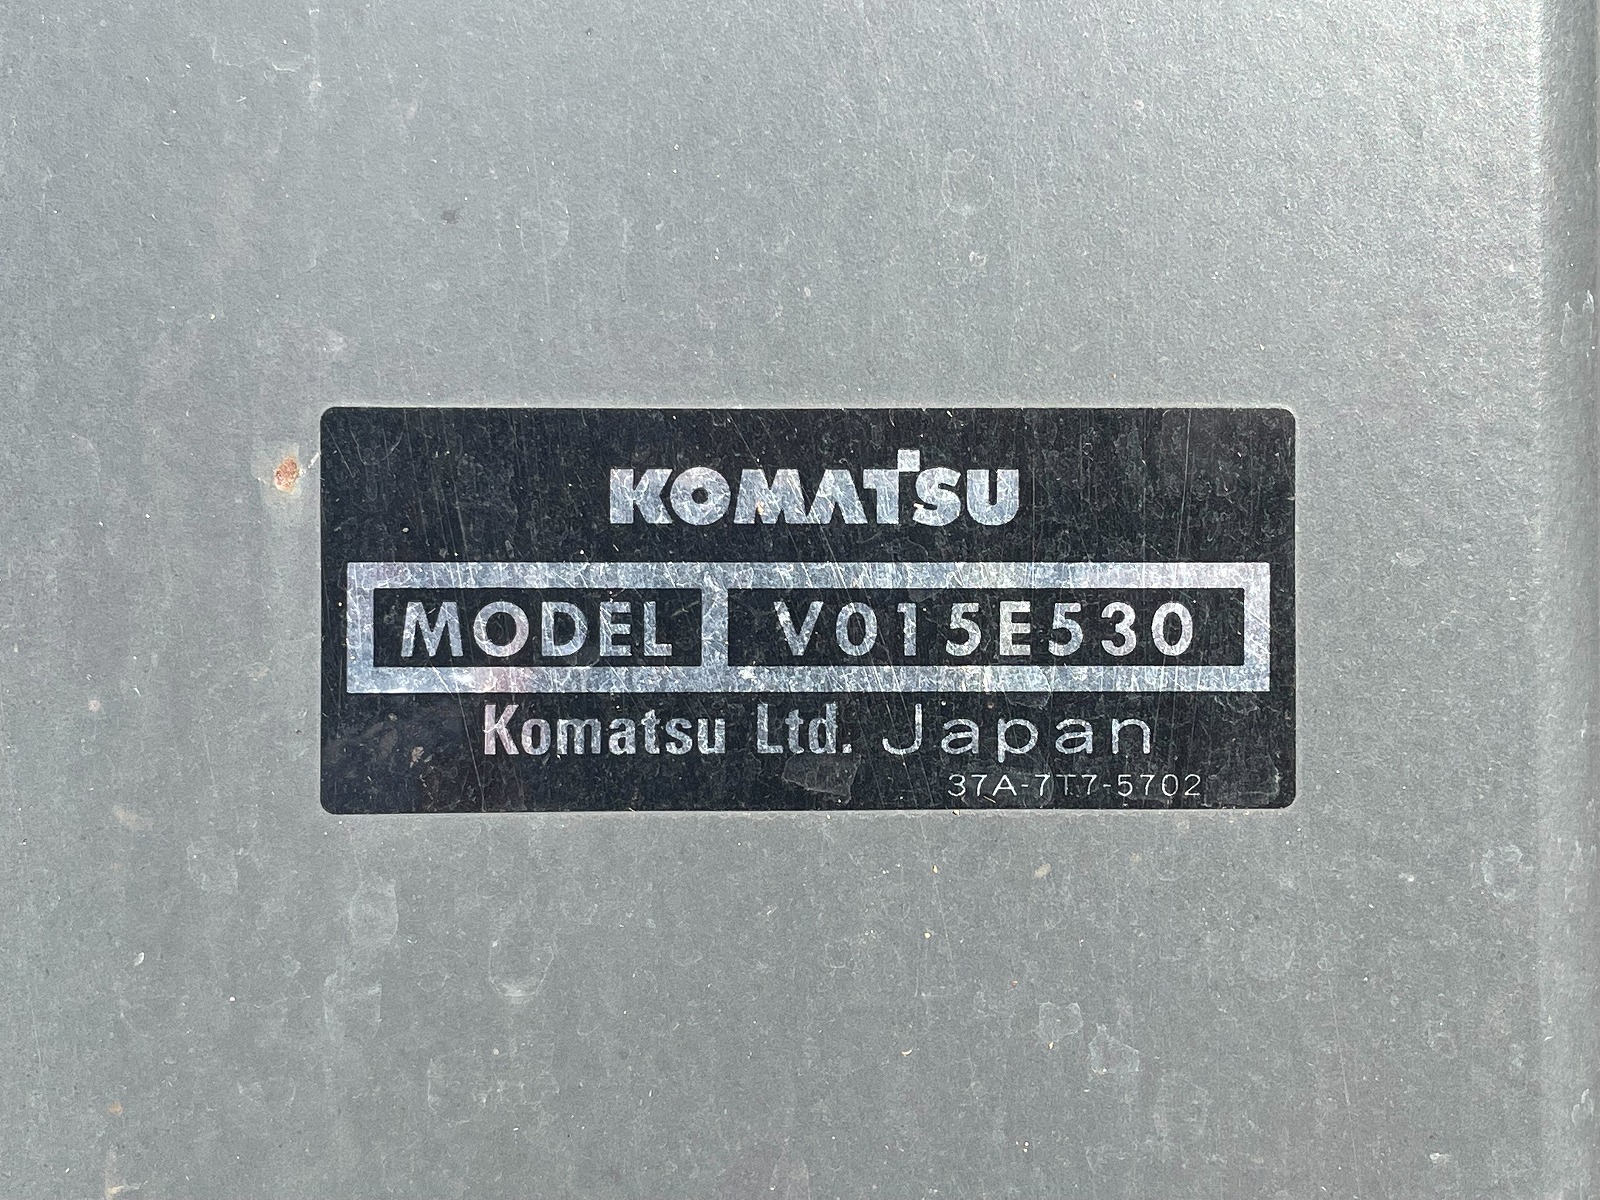 KOMATSU
MODEL V015E530
Komatsu Ltd. Japan
37A-7T7-5702